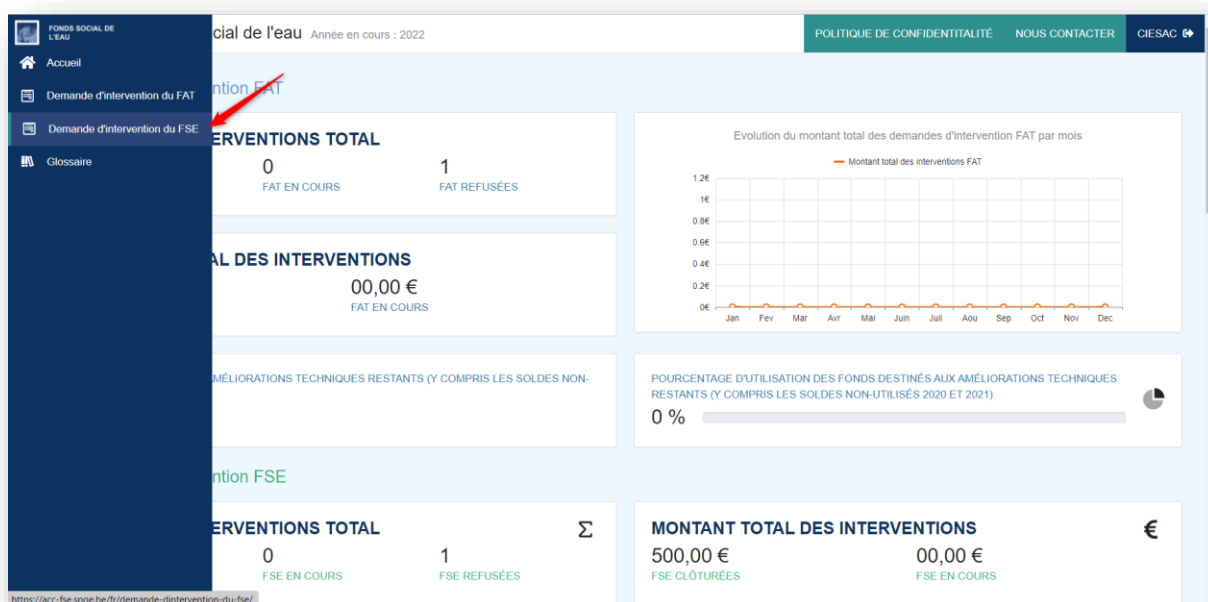 FONDS SOCIAL DE
L'EAU
Accueil
Demande d'intervention du FAT
Demande d'intervention du FSE
Glossaire
cial de l'eau Année en cours : 2022
POLITIQUE DE CONFIDENTITALITÉ NOUS CONTACTER CIESAC
ntion FAT
ERVENTIONS TOTAL
0 1
FAT EN COURS FAT REFUSÉES
AL DES INTERVENTIONS
00,00 €
FAT EN COURS
Evolution du montant total des demandes d'intervention FAT par mois
Montant total des interventions FAT
1.2€
1€
0.8€
0.6€
0.4€
0.2€
0€
Jan Fev Mar Avr Mai Juin Juil Aou Sep Oct Nov Dec
MÉLIORATIONS TECHNIQUES RESTANTS (Y COMPRIS LES SOLDES NON-
POURCENTAGE D'UTILISATION DES FONDS DESTINÉS AUX AMÉLIORATIONS TECHNIQUES
RESTANTS (Y COMPRIS LES SOLDES NON-UTILISÉS 2020 ET 2021)
0 %
ntion FSE
ERVENTIONS TOTAL Σ
0 1
FSE EN COURS FSE REFUSÉES
MONTANT TOTAL DES INTERVENTIONS €
500,00 € 00,00 €
FSE CLÔTURÉES FSE EN COURS
https://acc-fse.spge.be/fr/demande-dintervention-du-fse/